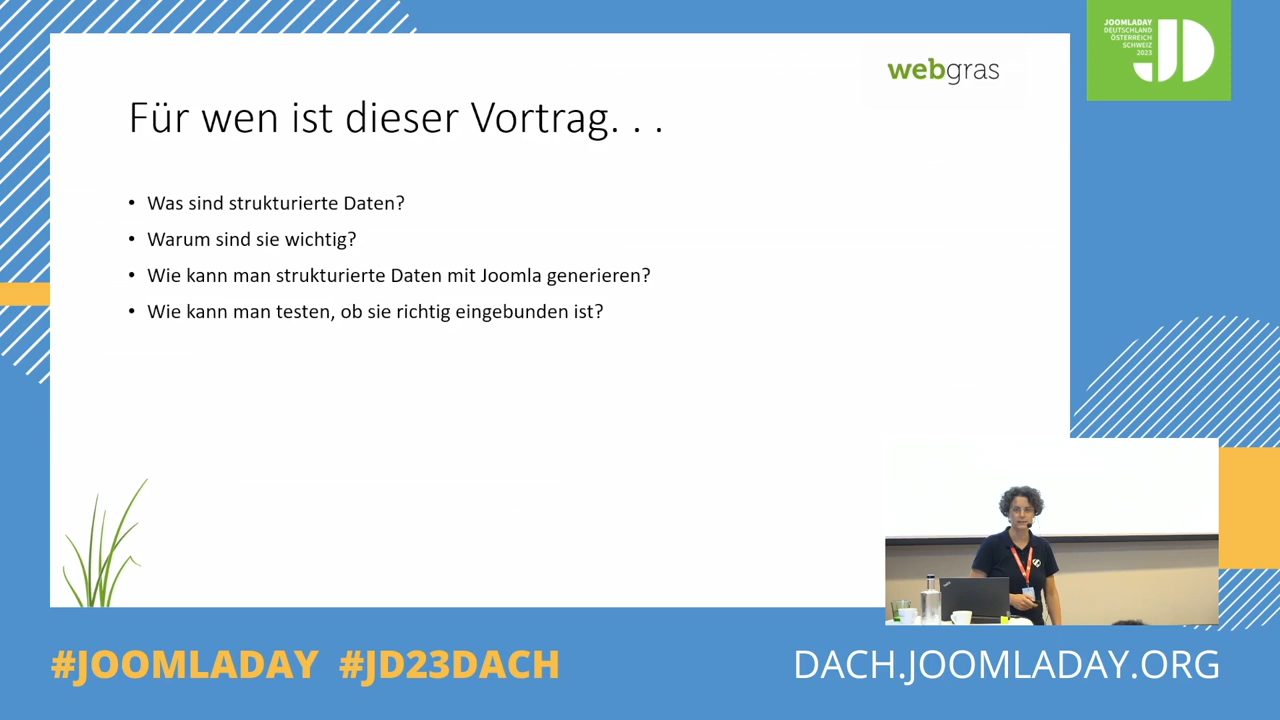 JOOMLADAY
DEUTSCHLAND
ÖSTERREICH
SCHWEIZ
2023
JD
webgras
Für wen ist dieser Vortrag. . .
• Was sind strukturierte Daten?
• Warum sind sie wichtig?
• Wie kann man strukturierte Daten mit Joomla generieren?
• Wie kann man testen, ob sie richtig eingebunden ist?
#JOOMLADAY #JD23DACH
DACH.JOOMLADAY.ORG